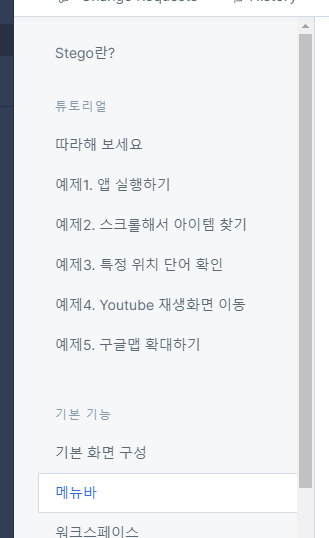 Change Requests History
Stego란?
튜토리얼
따라해 보세요
예제1. 앱 실행하기
예제2. 스크롤해서 아이템 찾기
예제3. 특정 위치 단어 확인
예제4. Youtube 재생화면 이동
예제5. 구글맵 확대하기
기본 기능
기본 화면 구성
메뉴바
워크스페이스